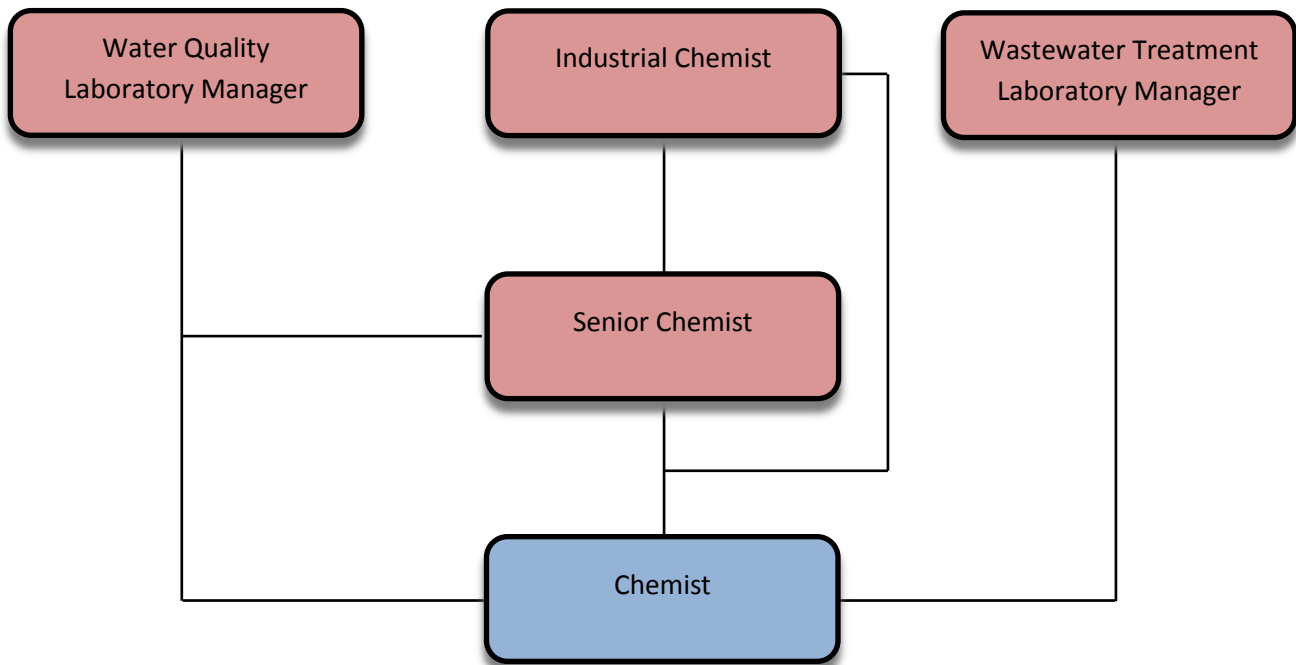 Water Quality
Laboratory Manager
Industrial Chemist
Wastewater Treatment
Laboratory Manager
Senior Chemist
Chemist